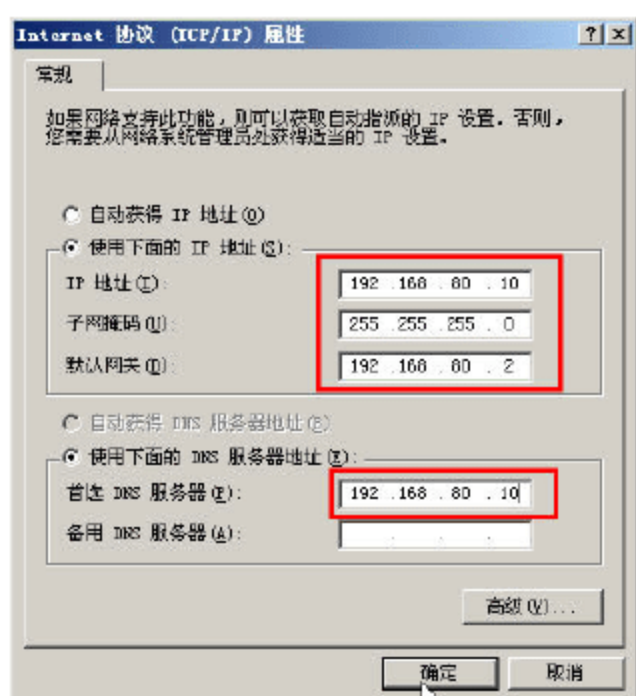 Internet 协议 (TCP/IP) 属性
常规
如果网络支持此功能，则可以获取自动指派的 IP 设置。否则，
您需要从网络系统管理员处获得适当的 IP 设置。
自动获得 IP 地址(O)
使用下面的 IP 地址(S):
IP 地址(I): 192 .168 . 80 . 10
子网掩码(U): 255 .255 .255 . 0
默认网关(D): 192 .168 . 80 . 2
自动获得 DNS 服务器地址(B)
使用下面的 DNS 服务器地址(E):
首选 DNS 服务器(P): 192 .168 . 80 . 10
备用 DNS 服务器(A): . . .
高级(V)...
确定 取消